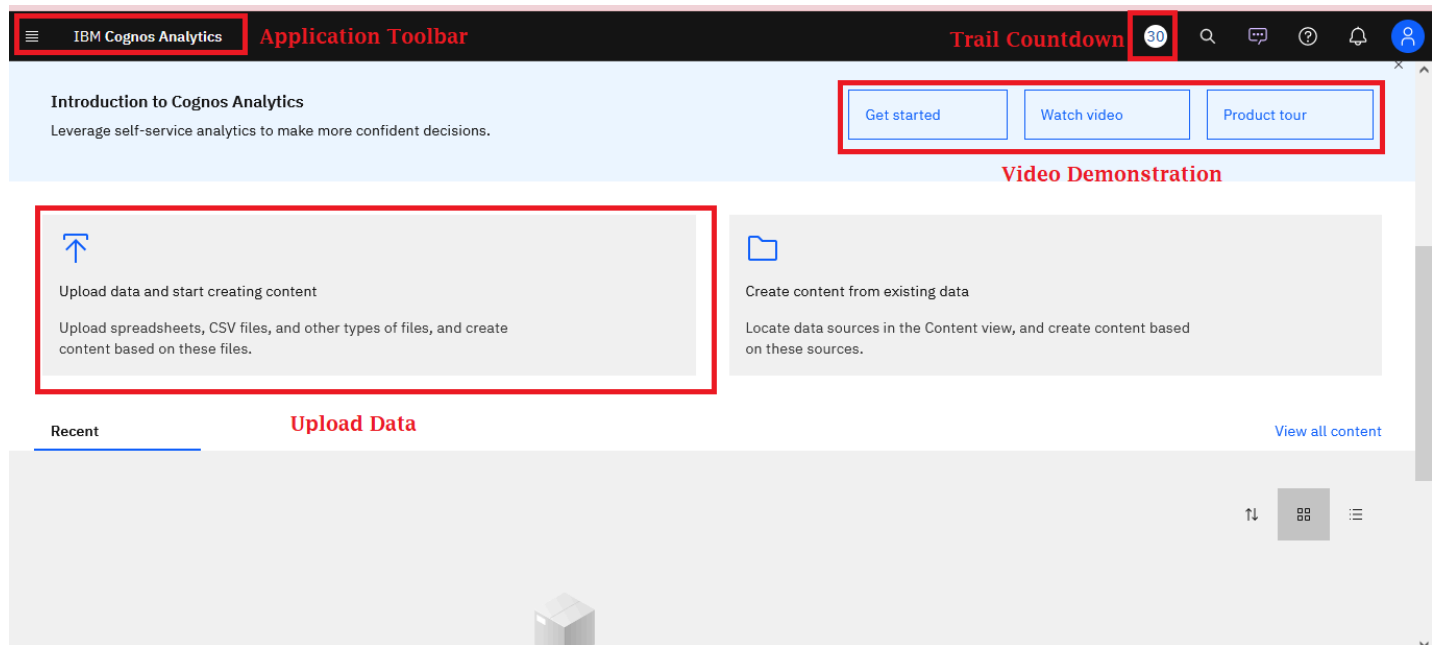 IBM Cognos Analytics
Application Toolbar
Trail Countdown
30
Introduction to Cognos Analytics
Leverage self-service analytics to make more confident decisions.
Get started
Watch video
Product tour
Video Demonstration
Upload data and start creating content
Upload spreadsheets, CSV files, and other types of files, and create
content based on these files.
Create content from existing data
Locate data sources in the Content view, and create content based
on these sources.
Upload Data
Recent
View all content